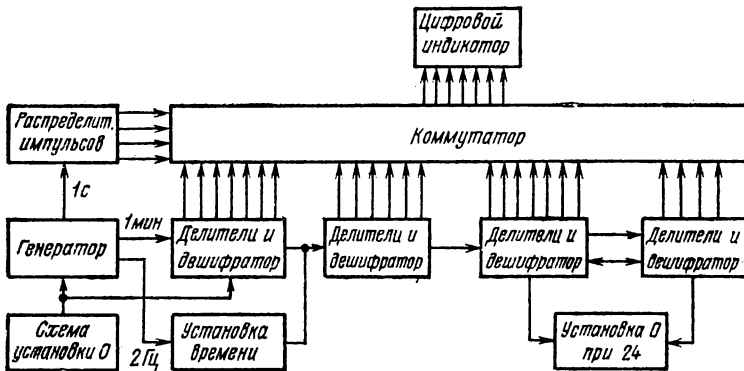 Цифровой
индикатор
Распределит.
импульсов
Коммутатор
1с
Генератор
1мин
Делители и
дешифратор
Делители и
дешифратор
Делители и
дешифратор
Делители и
дешифратор
Схема
установки 0
2Гц
Установка
времени
Установка 0
при 24